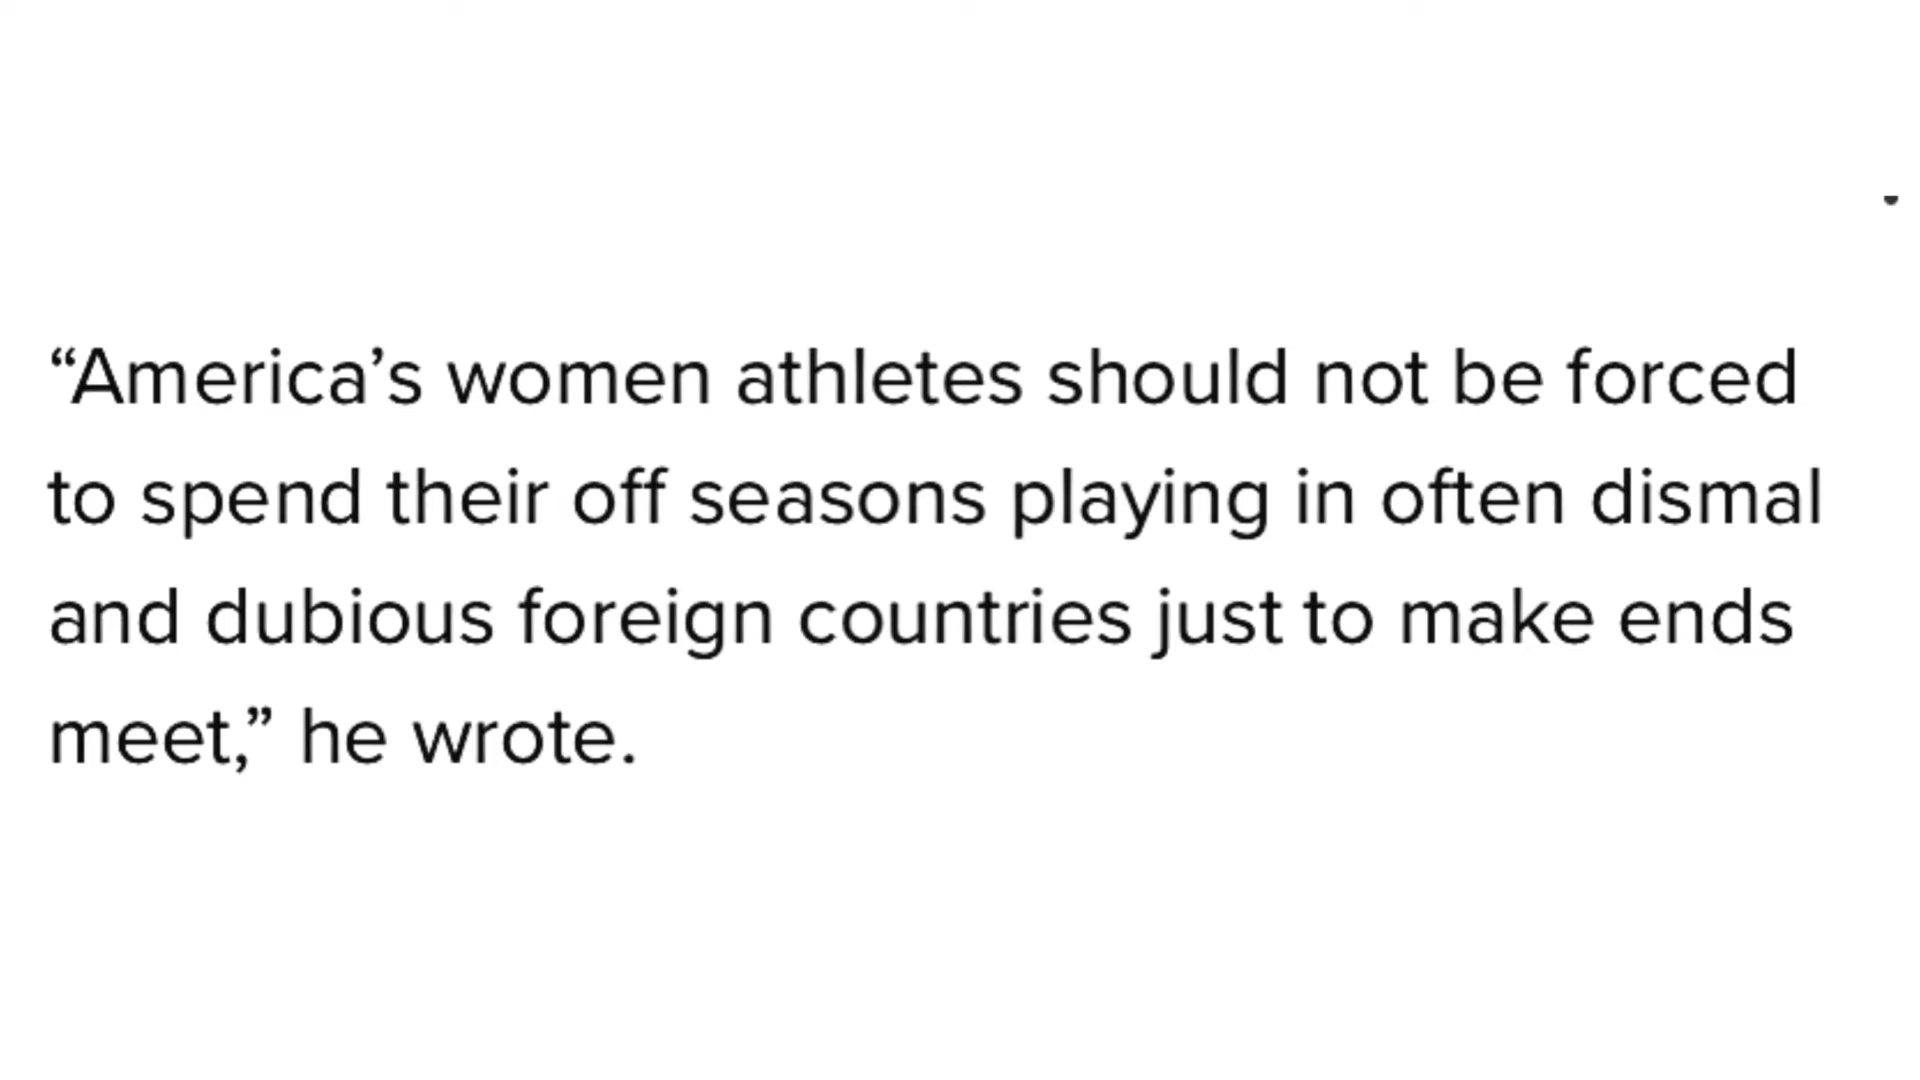 “America’s women athletes should not be forced
to spend their off seasons playing in often dismal
and dubious foreign countries just to make ends
meet,” he wrote.